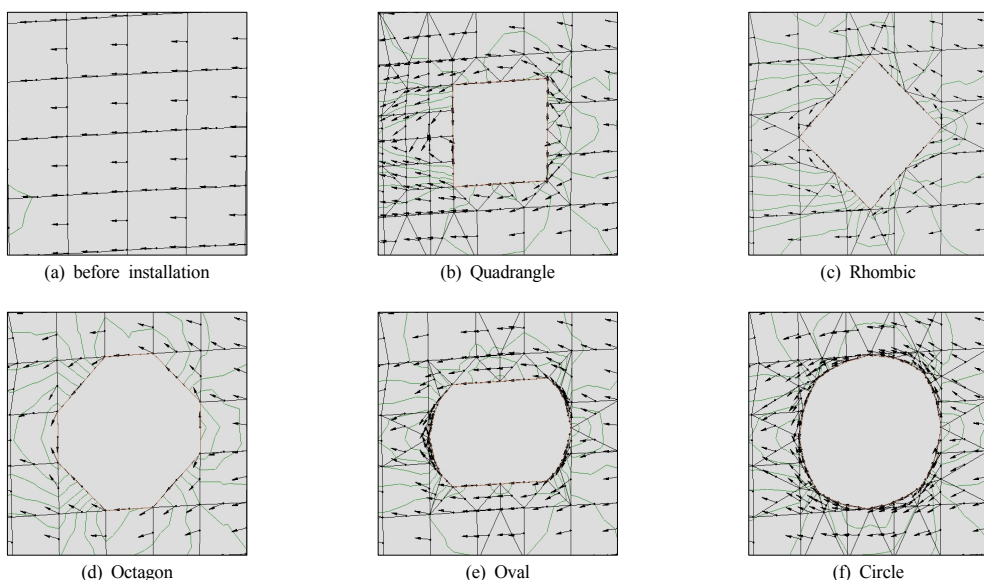 (a) before installation
(b) Quadrangle
(c) Rhombic
(d) Octagon
(e) Oval
(f) Circle